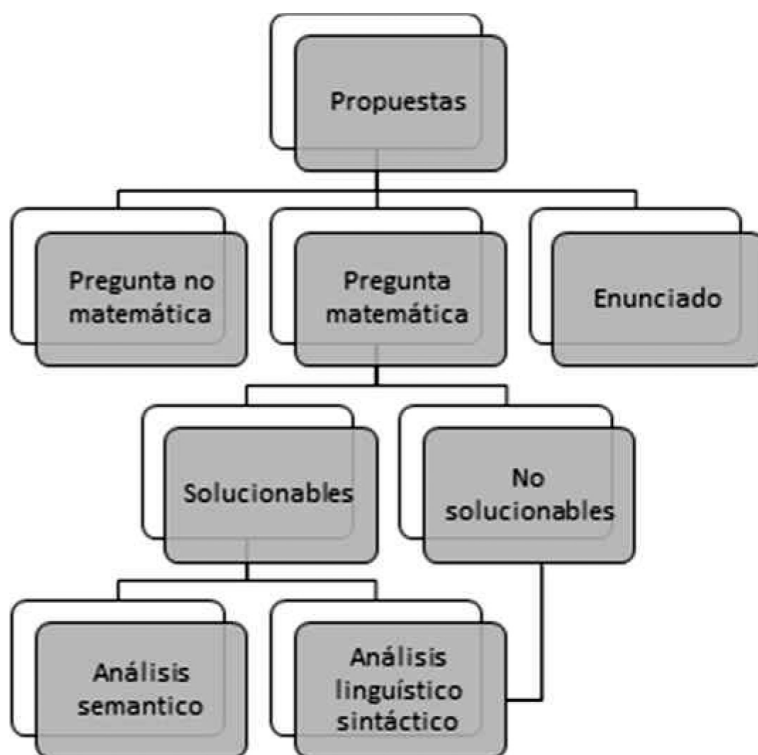 Propuestas
Pregunta no
matemática
Pregunta
matemática
Enunciado
Solucionables
No
solucionables
Análisis
semantico
Análisis
linguístico
sintáctico